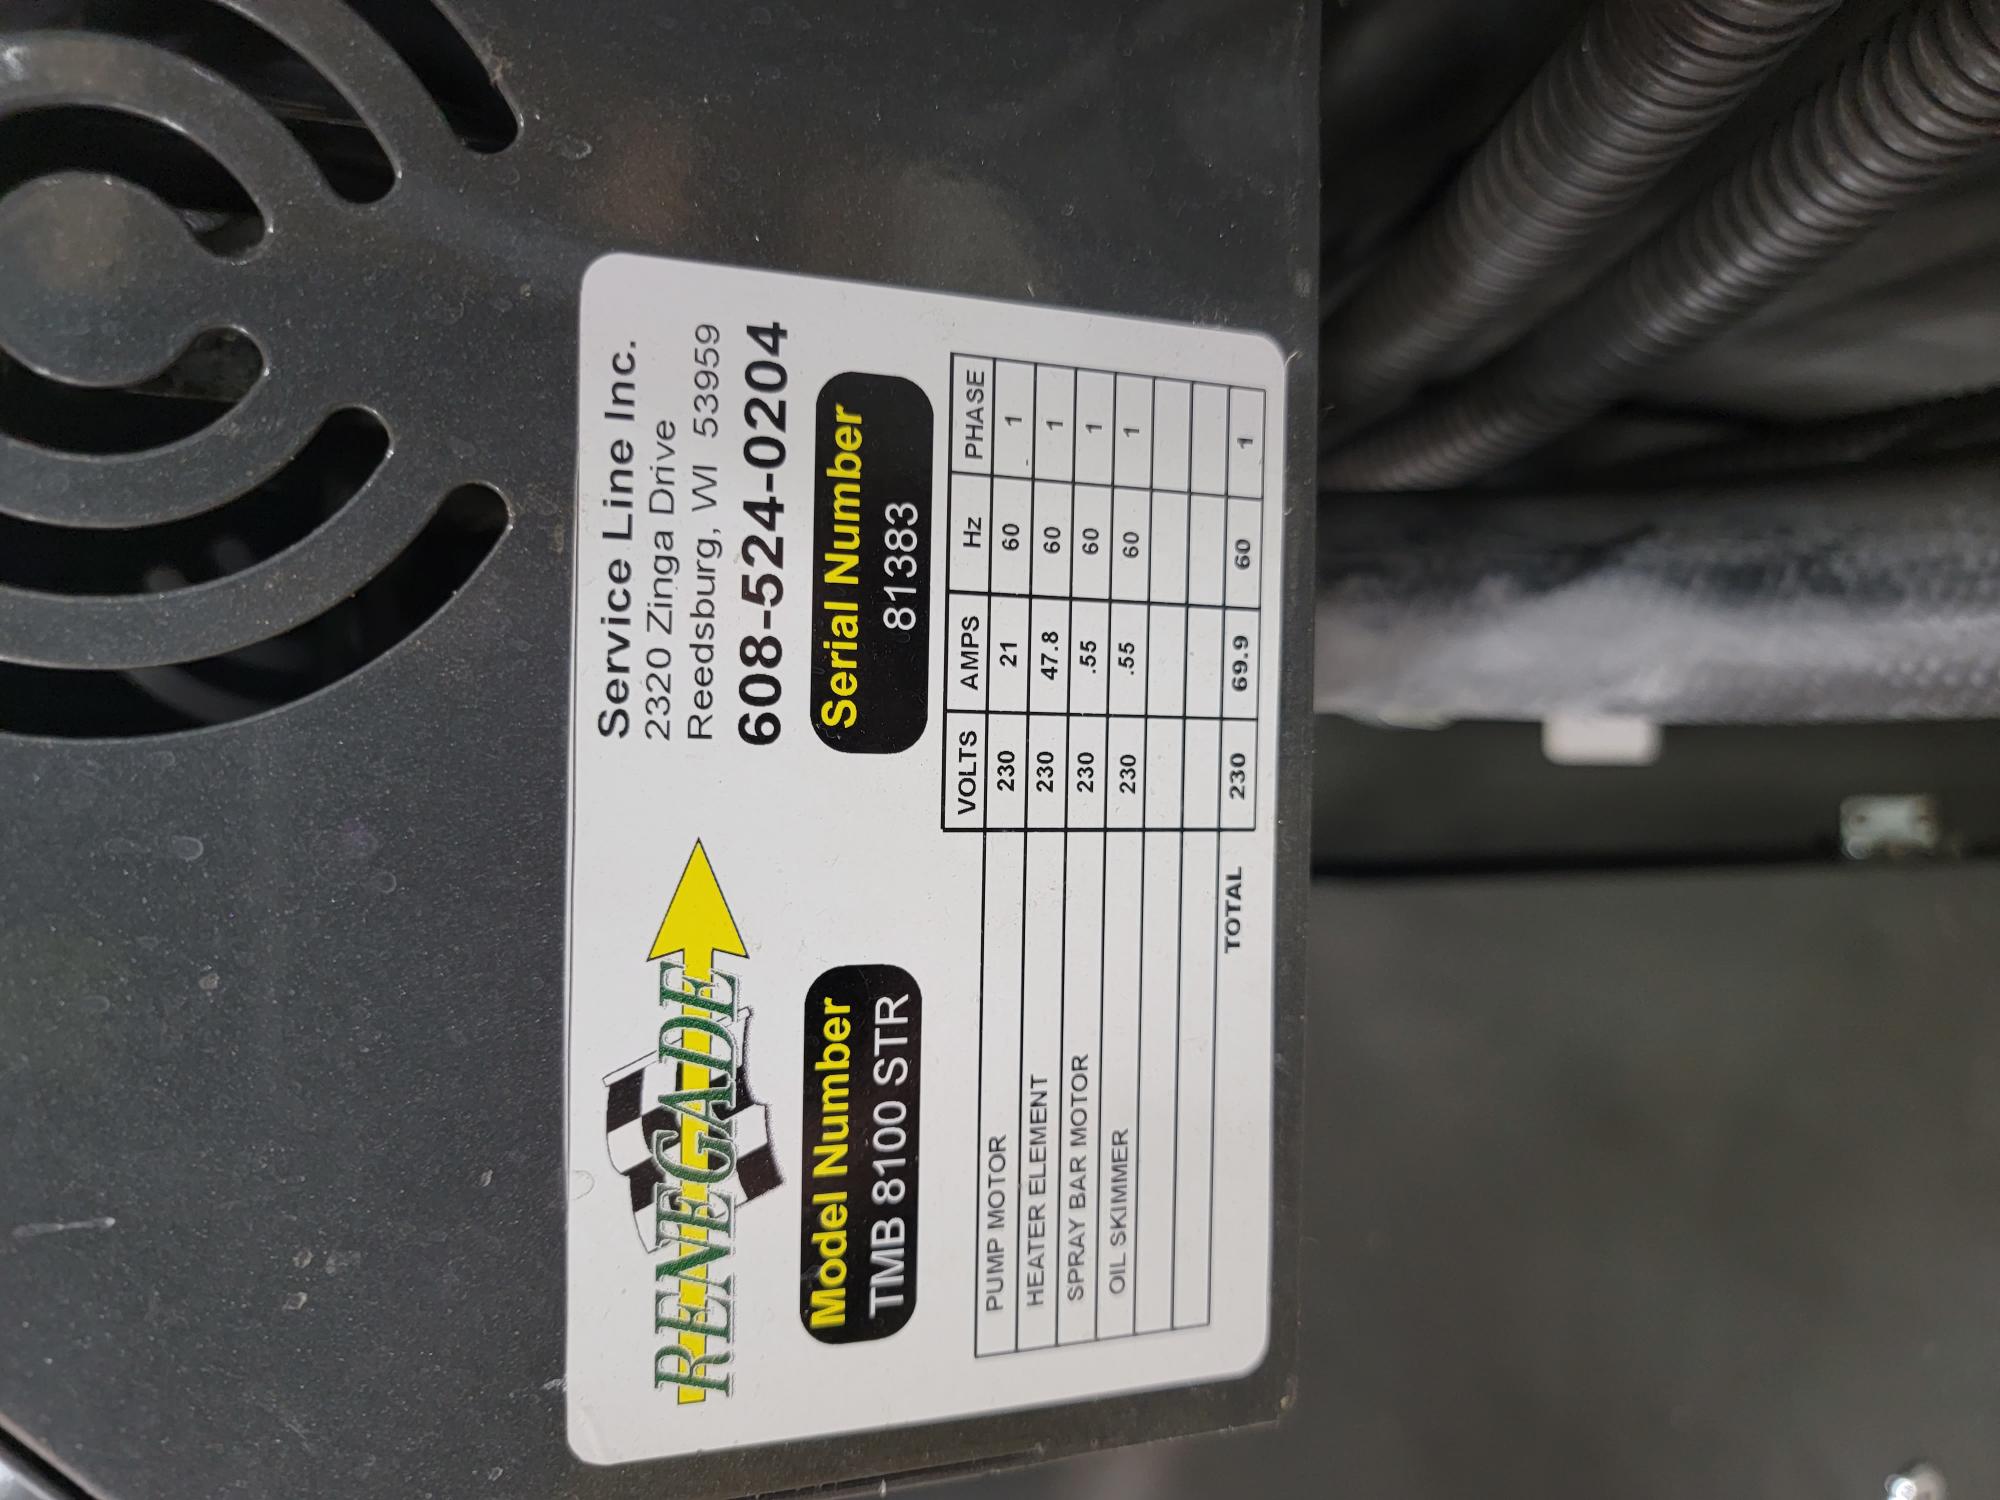 RENEGADE
Service Line Inc.
2320 Zinga Drive
Reedsburg, WI 53959
608-524-0204
Model Number
TMB 8100 STR
Serial Number
81383
VOLTS AMPS Hz PHASE
PUMP MOTOR 230 21 60 1
HEATER ELEMENT 230 47.8 60 1
SPRAY BAR MOTOR 230 .55 60 1
OIL SKIMMER 230 .55 60 1
TOTAL 230 69.9 60 1